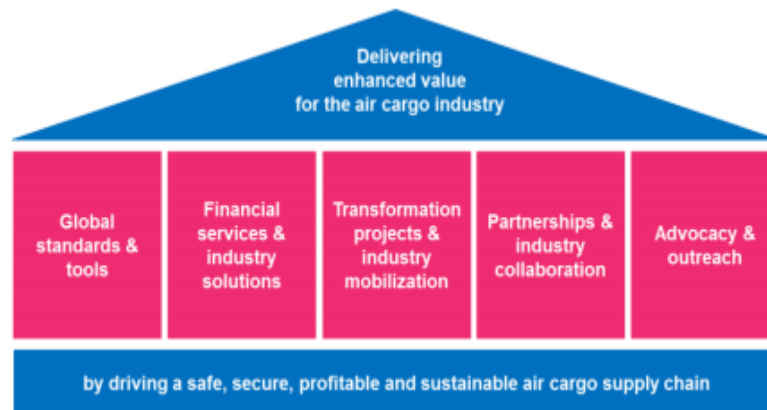 Delivering
enhanced value
for the air cargo industry
Global
standards &
tools
Financial
services &
industry
solutions
Transformation
projects &
industry
mobilization
Partnerships &
industry
collaboration
Advocacy &
outreach
by driving a safe, secure, profitable and sustainable air cargo supply chain